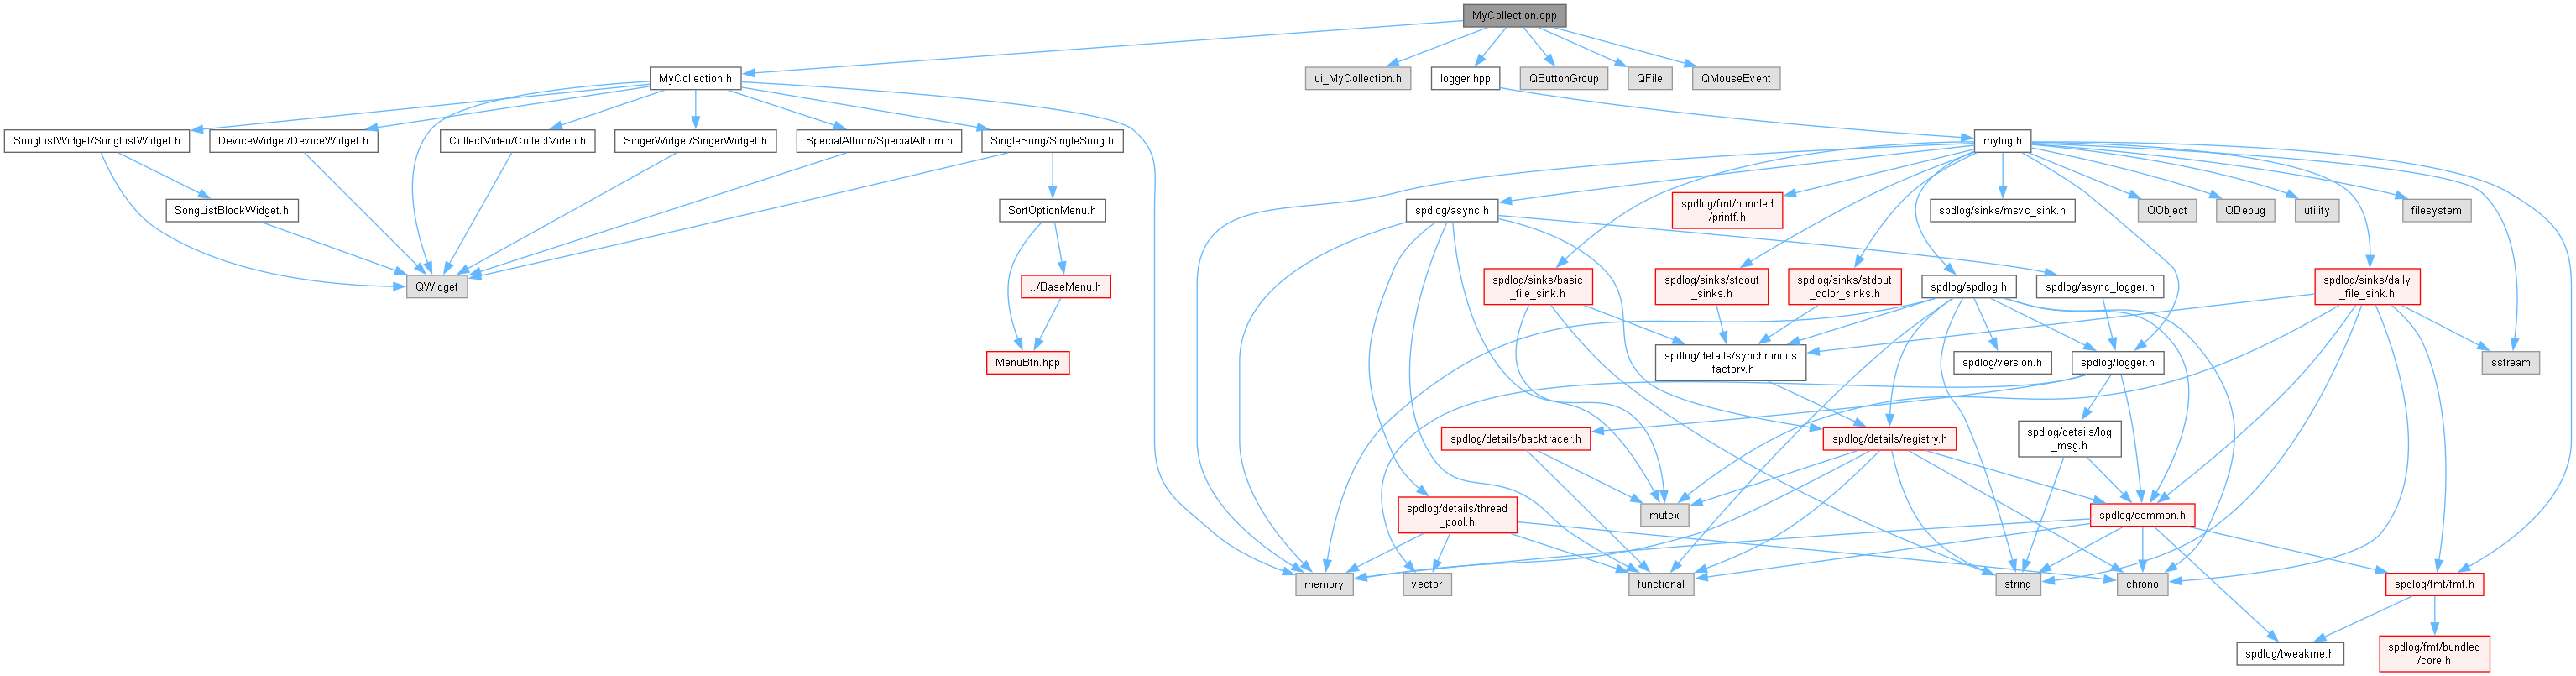 MyCollection.cpp
MyCollection.h
ui_MyCollection.h
logger.hpp
QButtonGroup
QFile
QMouseEvent
SongListWidget/SongListWidget.h
DeviceWidget/DeviceWidget.h
CollectVideo/CollectVideo.h
SingerWidget/SingerWidget.h
SpecialAlbum/SpecialAlbum.h
SingleSong/SingleSong.h
mylog.h
SongListBlockWidget.h
SortOptionMenu.h
spdlog/async.h
spdlog/fmt/bundled
/printf.h
spdlog/sinks/msvc_sink.h
QObject
QDebug
utility
filesystem
QWidget
../BaseMenu.h
spdlog/sinks/basic
_file_sink.h
spdlog/sinks/stdout
_sinks.h
spdlog/sinks/stdout
_color_sinks.h
spdlog/spdlog.h
spdlog/async_logger.h
spdlog/sinks/daily
_file_sink.h
MenuBtn.hpp
spdlog/details/synchronous
_factory.h
spdlog/version.h
spdlog/logger.h
sstream
spdlog/details/backtracer.h
spdlog/details/registry.h
spdlog/details/log
_msg.h
spdlog/details/thread
_pool.h
mutex
spdlog/common.h
memory
vector
functional
string
chrono
spdlog/fmt/fmt.h
spdlog/tweakme.h
spdlog/fmt/bundled
/core.h